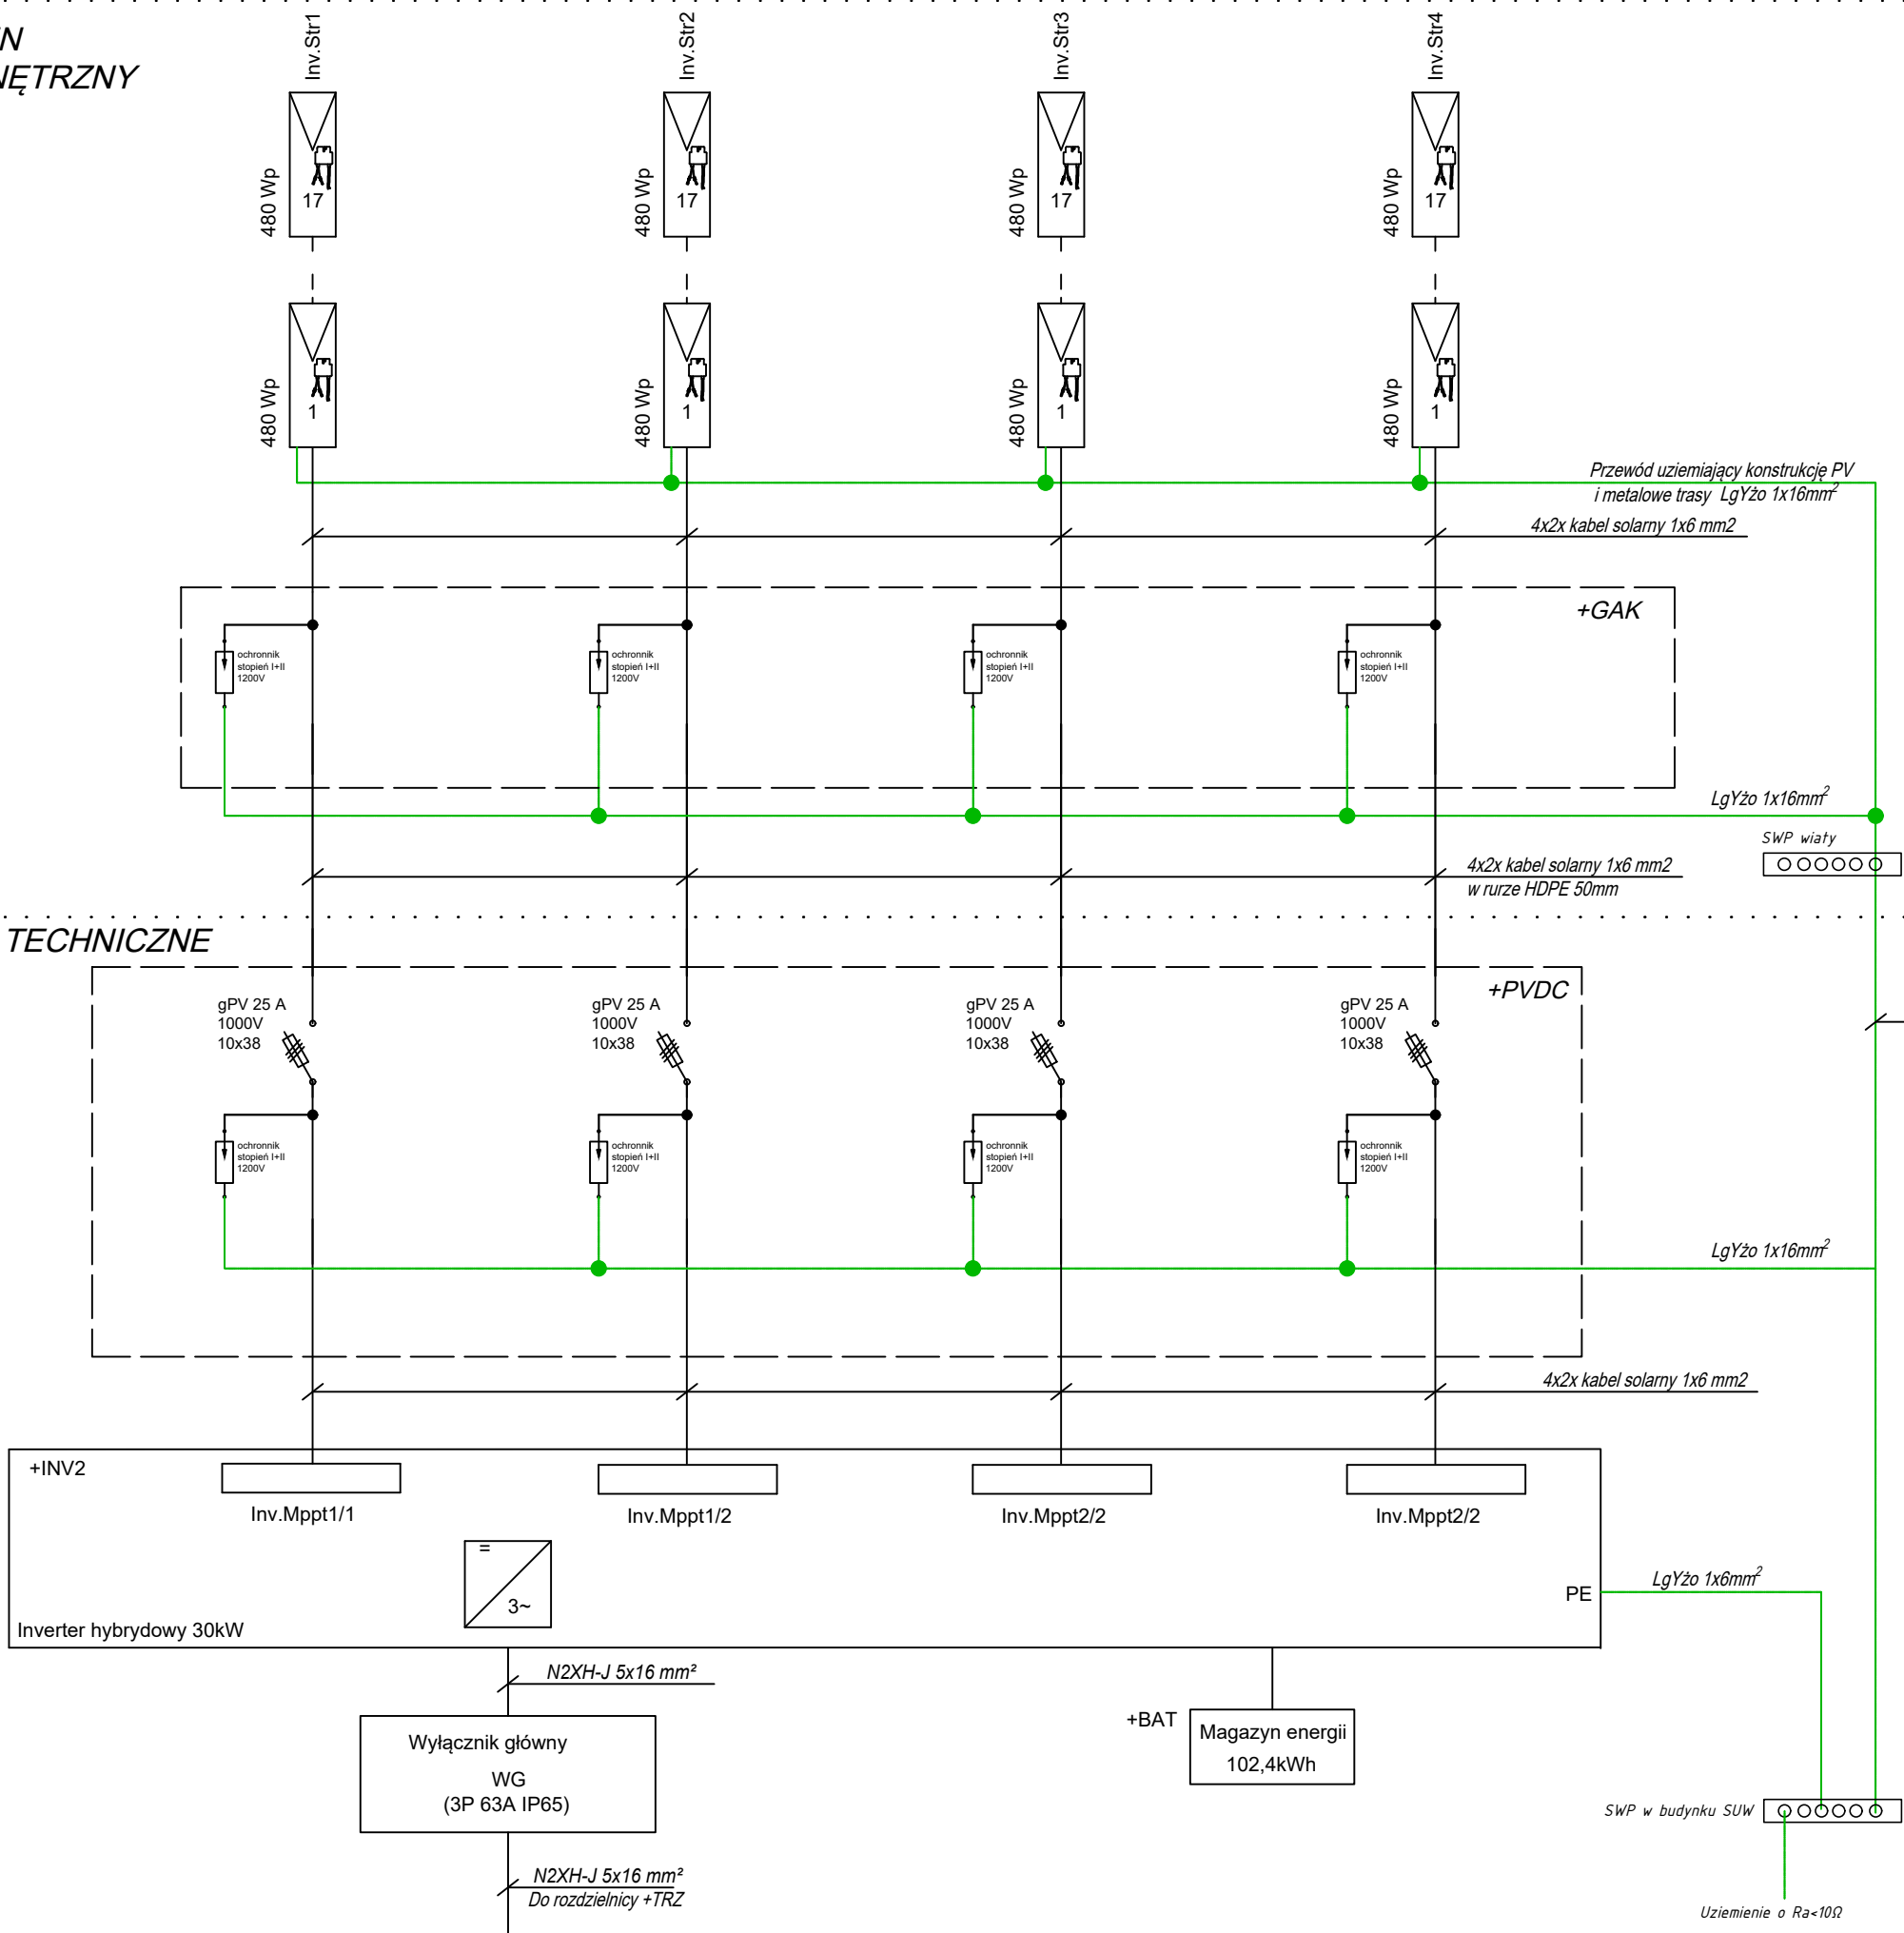 N
NĘTRZNY
Inv.Str1
Inv.Str2
Inv.Str3
Inv.Str4
480 Wp
17
480 Wp
17
480 Wp
17
480 Wp
17
480 Wp
1
480 Wp
1
480 Wp
1
480 Wp
1
Przewód uziemiający konstrukcję PV
i metalowe trasy LgYżo 1x16mm²
4x2x kabel solarny 1x6 mm2
+GAK
ochronnik
stopień I+II
1200V
ochronnik
stopień I+II
1200V
ochronnik
stopień I+II
1200V
ochronnik
stopień I+II
1200V
LgYżo 1x16mm²
SWP wiaty
4x2x kabel solarny 1x6 mm2
w rurze HDPE 50mm
TECHNICZNE
+PVDC
gPV 25 A
1000V
10x38
gPV 25 A
1000V
10x38
gPV 25 A
1000V
10x38
gPV 25 A
1000V
10x38
ochronnik
stopień I+II
1200V
ochronnik
stopień I+II
1200V
ochronnik
stopień I+II
1200V
ochronnik
stopień I+II
1200V
LgYżo 1x16mm²
4x2x kabel solarny 1x6 mm2
+INV2
Inv.Mppt1/1
Inv.Mppt1/2
Inv.Mppt2/2
Inv.Mppt2/2
=
3~
PE
LgYżo 1x6mm²
Inverter hybrydowy 30kW
N2XH-J 5x16 mm²
Wyłącznik główny
WG
(3P 63A IP65)
+BAT
Magazyn energii
102,4kWh
SWP w budynku SUW
N2XH-J 5x16 mm²
Do rozdzielnicy +TRZ
Uziemienie o Ra<10Ω